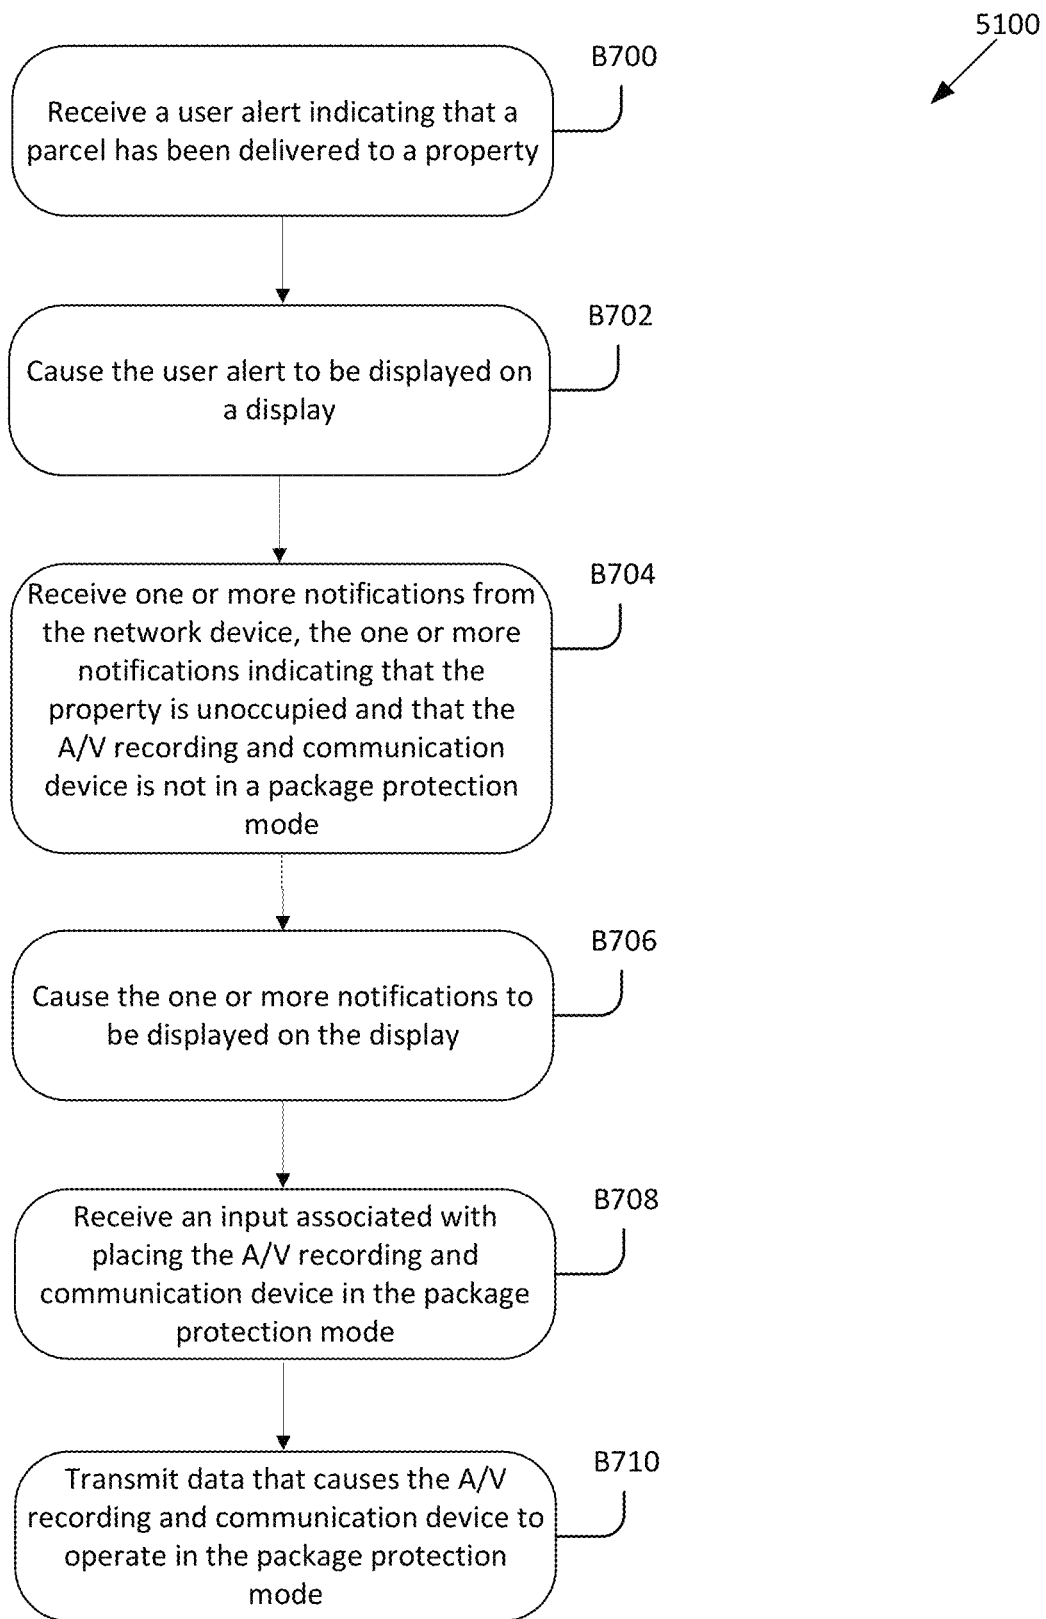 5100
B700
Receive a user alert indicating that a
parcel has been delivered to a property
B702
Cause the user alert to be displayed on
a display
B704
Receive one or more notifications from
the network device, the one or more
notifications indicating that the
property is unoccupied and that the
A/V recording and communication
device is not in a package protection
mode
B706
Cause the one or more notifications to
be displayed on the display
B708
Receive an input associated with
placing the A/V recording and
communication device in the package
protection mode
B710
Transmit data that causes the A/V
recording and communication device to
operate in the package protection
mode